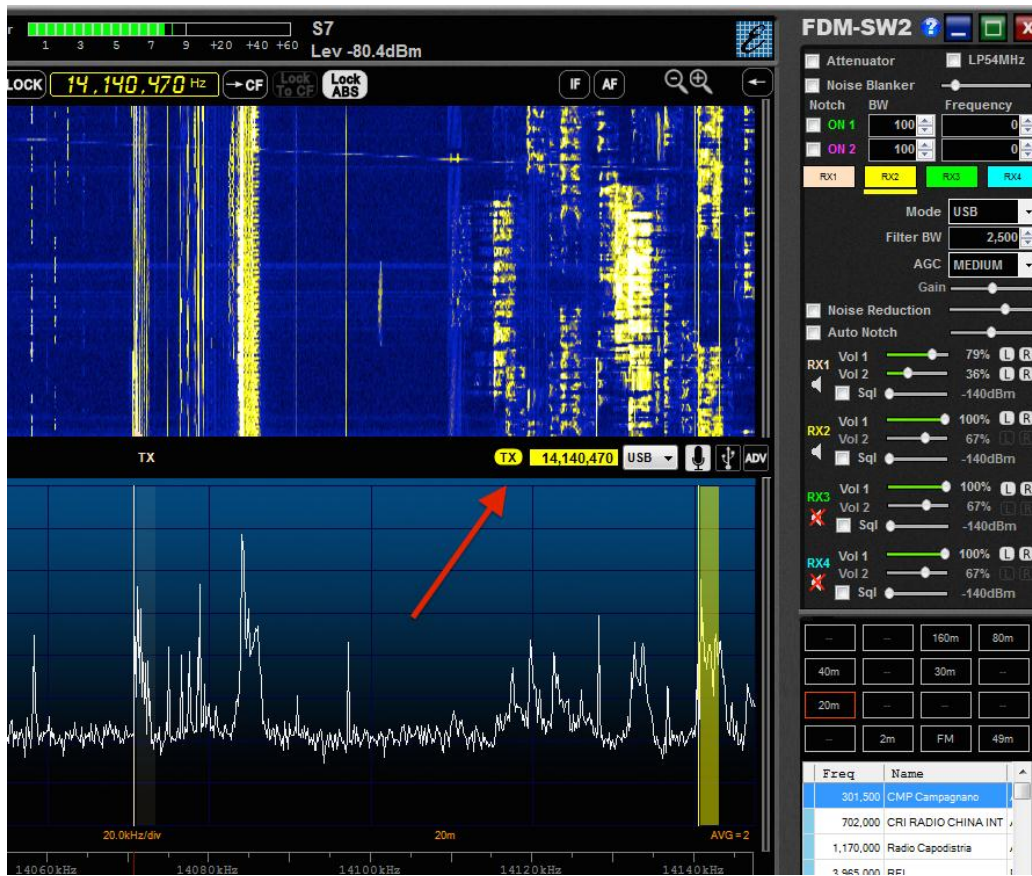 r
S7
1 3 5 7 9 +20 +40 +60
Lev -80.4dBm
LOCK 14,140,470 Hz →CF Lock To CF Lock ABS IF AF
TX
TX 14,140,470 USB ADV
20.0kHz/div 20m AVG=2
14060kHz 14080kHz 14100kHz 14120kHz 14140kHz
FDM-SW2 ? X
Attenuator LP54MHz
Noise Blanker
Notch BW Frequency
ON 1 100 0
ON 2 100 0
RX1 RX2 RX3 RX4
Mode USB
Filter BW 2,500
AGC MEDIUM
Gain
Noise Reduction
Auto Notch
RX1 Vol 1 79% L R
Vol 2 36% L R
Sql -140dBm
RX2 Vol 1 100% L R
Vol 2 67% L R
Sql -140dBm
RX3 Vol 1 100% L R
Vol 2 67% L R
Sql -140dBm
RX4 Vol 1 100% L R
Vol 2 67% L R
Sql -140dBm
-- -- 160m 80m
40m -- 30m --
20m -- -- --
-- 2m FM 49m
Freq Name
301,500 CMP Campagnano
702,000 CRI RADIO CHINA INT
1,170,000 Radio Capodistria
3,965,000 RFI